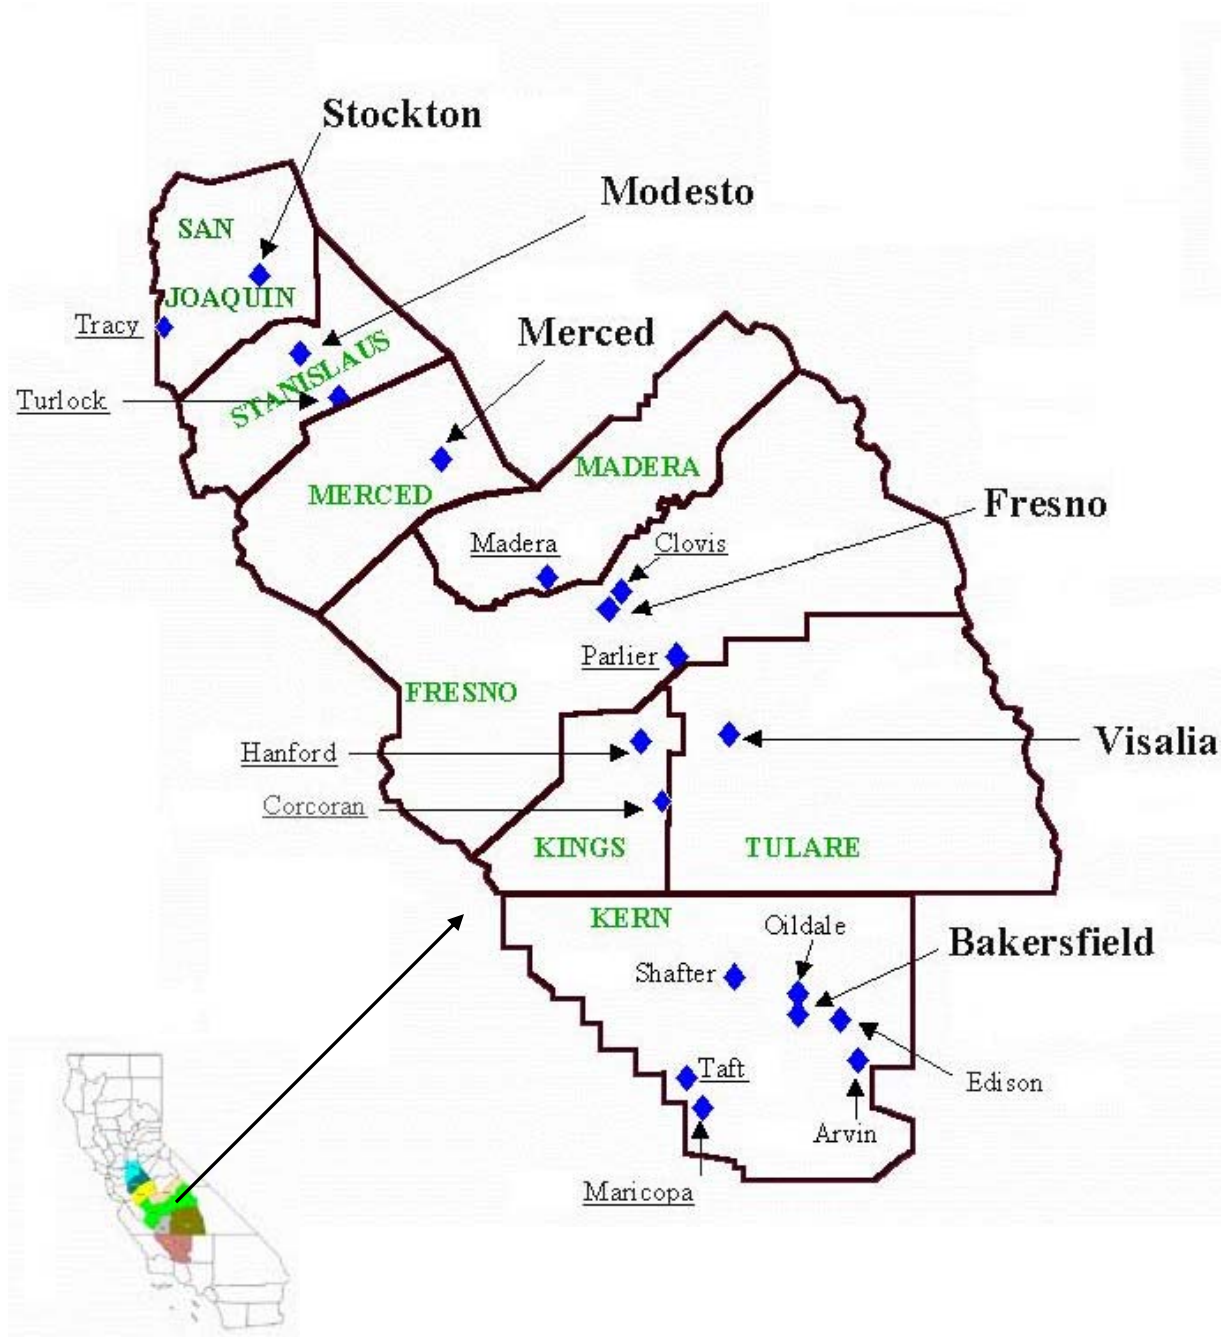 Stockton
Modesto
SAN
JOAQUIN
Tracy
Merced
STANISLAUS
Turlock
MADERA
MERCED
Fresno
Madera
Clovis
Parlier
FRESNO
Hanford
Visalia
Corcoran
KINGS
TULARE
KERN
Oildale
Bakersfield
Shafter
Taft
Edison
Arvin
Maricopa